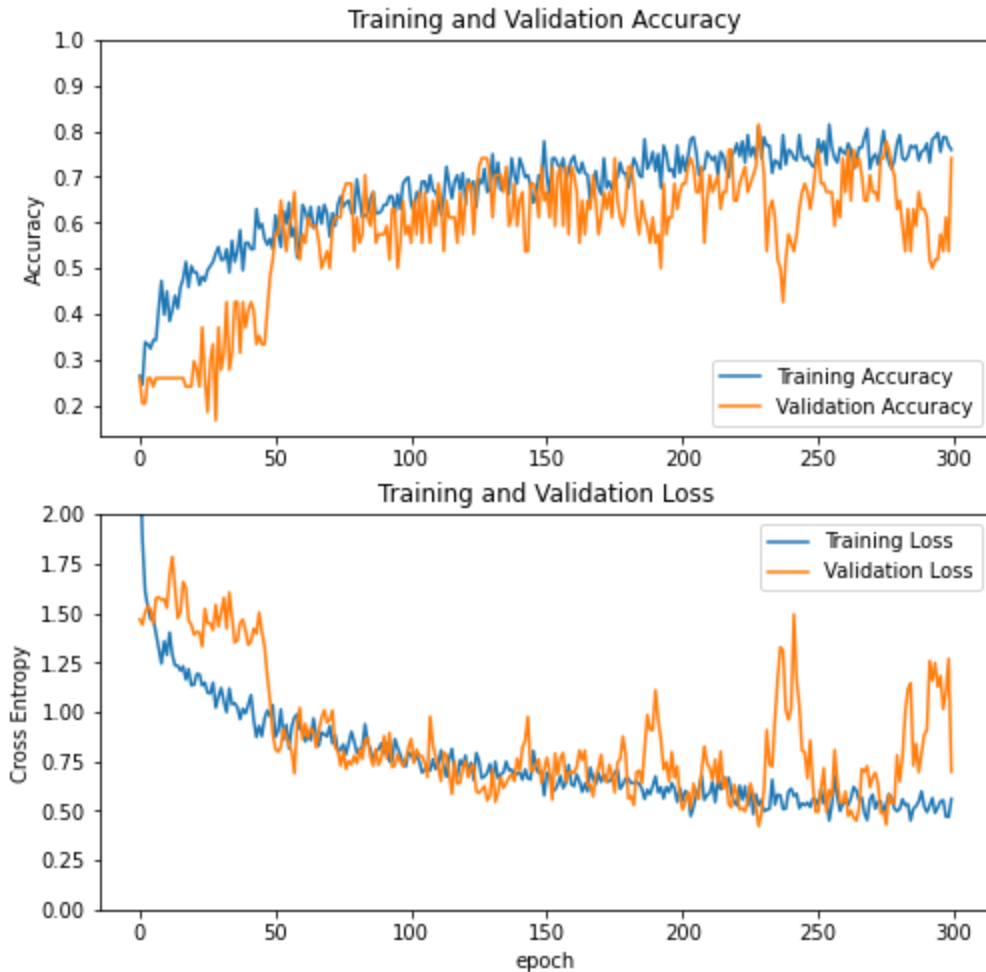 Training and Validation Accuracy
1.0
0.9
0.8
0.7
0.6
0.5
0.4
0.3
0.2
Accuracy
Training Accuracy
Validation Accuracy
0 50 100 150 200 250 300
Training and Validation Loss
2.00
1.75
1.50
1.25
1.00
0.75
0.50
0.25
0.00
Cross Entropy
Training Loss
Validation Loss
0 50 100 150 200 250 300
epoch